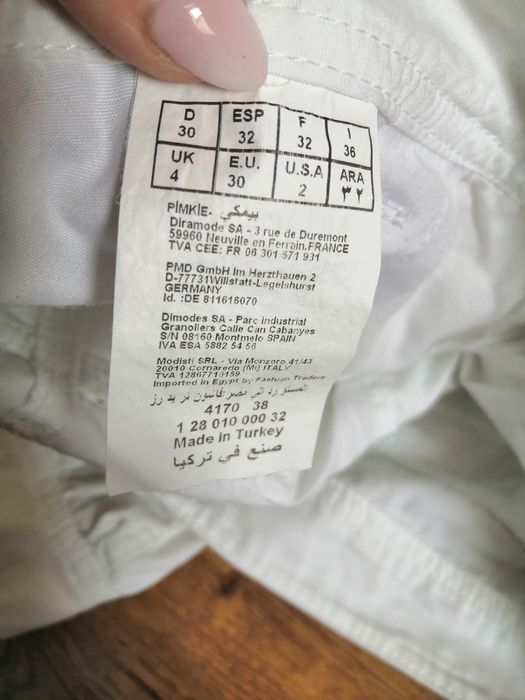 D ESP F I
30 32 32 36
UK E.U. U.S.A ARA
4 30 2 ٣٢
PİMKİE- بيمكي
Diramode SA - 3 rue de Duremont
59960 Neuville en Ferrain.FRANCE
TVA CEE: FR 06 301 571 931
PMD GmbH Im Herzthauen 2
D-77731Willstatt-Legelshurst
GERMANY
Id. :DE 811616070
Dimodes SA - Parc industrial
Granollers Calle Can Cabanyes
S/N 08160 Montmelo SPAIN
IVA ESA 5882 54 56
Modisti SRL - Via Monzoro.41/43
20010 Cornaredo (MI) ITALY
TVA 12867710159
Imported in Egypt by Fashion Traders
4170 38
1 28 010 000 32
Made in Turkey
صنع في تركيا